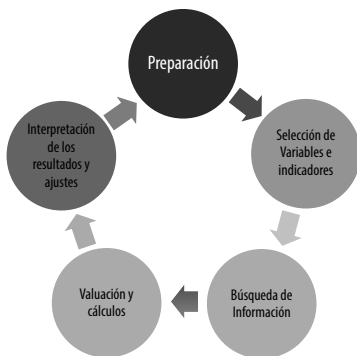 Preparación
Selección de
Variables e
indicadores
Búsqueda de
Información
Valuación y
cálculos
Interpretación
de los
resultados y
ajustes